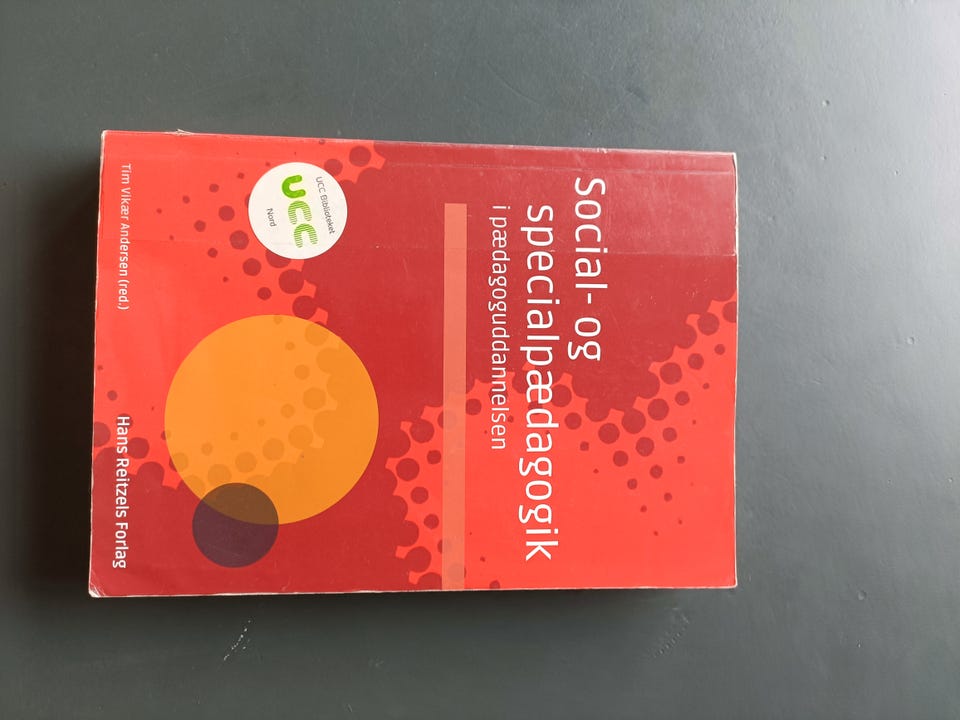 Social- og
specialpædagogik
i pædagoguddannelsen
UCC Biblioteket
UCC
Nord
Tim Vikær Andersen (red.)
Hans Reitzels Forlag